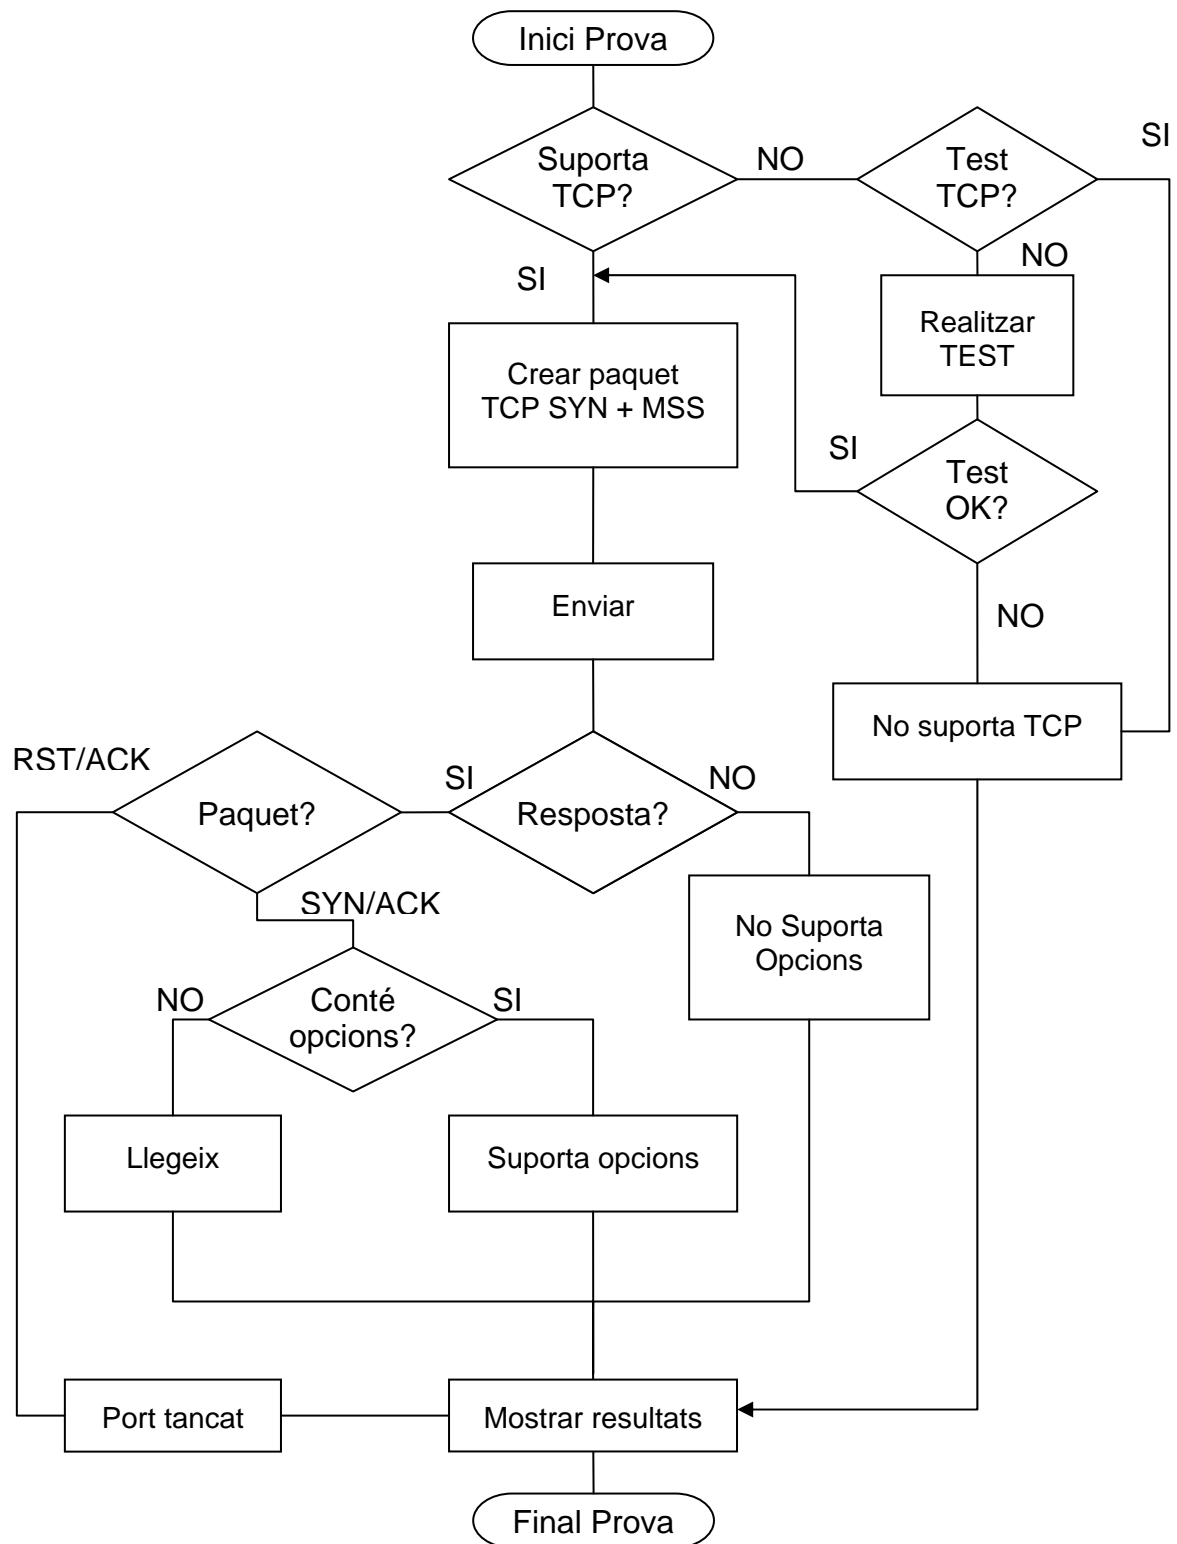 Inici Prova
Suporta
TCP?
NO
Test
TCP?
SI
SI
NO
Realitzar
TEST
Crear paquet
TCP SYN + MSS
SI
Test
OK?
Enviar
NO
No suporta TCP
RST/ACK
Paquet?
SI
Resposta?
NO
SYN/ACK
No Suporta
Opcions
NO
Conté
opcions?
SI
Llegeix
Suporta opcions
Port tancat
Mostrar resultats
Final Prova